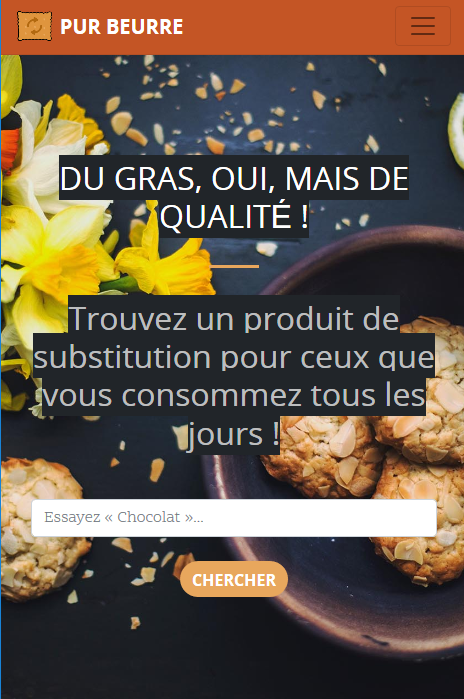 PUR BEURRE
DU GRAS, OUI, MAIS DE
QUALITÉ !
Trouvez un produit de
substitution pour ceux que
vous consommez tous les
jours !
Essayez « Chocolat »...
CHERCHER